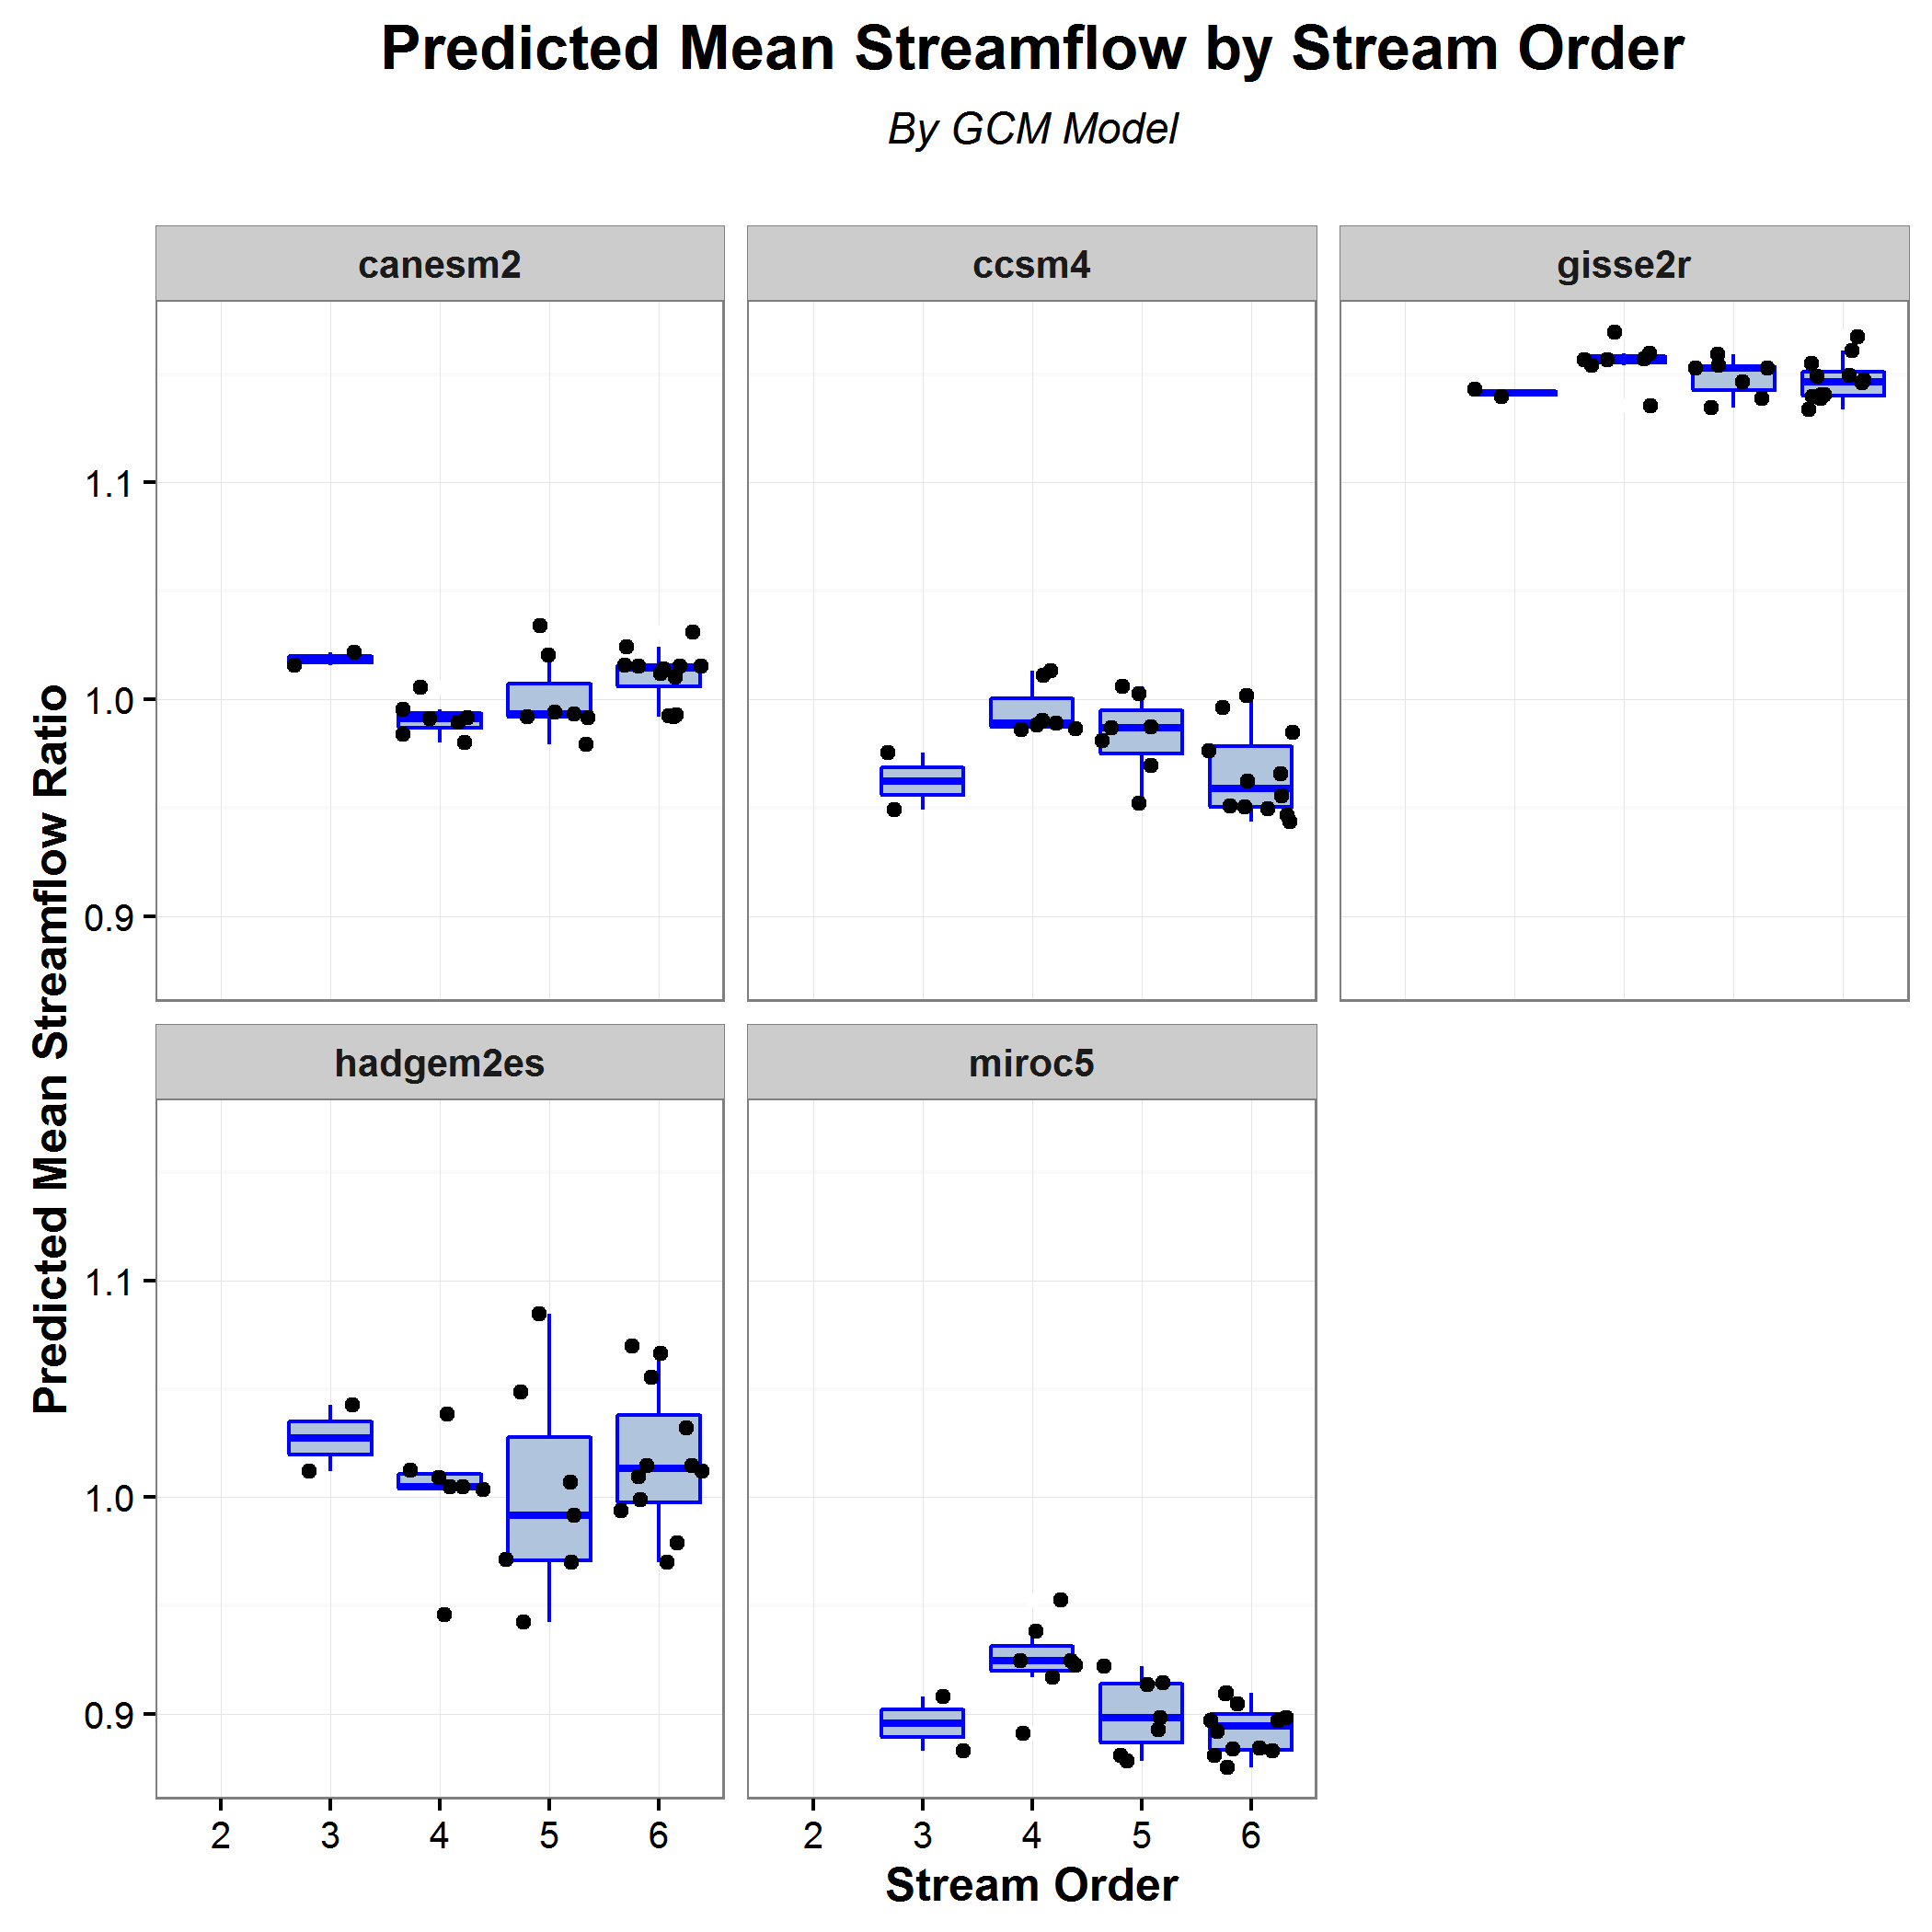 Predicted Mean Streamflow by Stream Order
By GCM Model
canesm2
ccsm4
gisse2r
1.1
1.0
0.9
Predicted Mean Streamflow Ratio
hadgem2es
miroc5
1.1
1.0
0.9
2 3 4 5 6
2 3 4 5 6
Stream Order